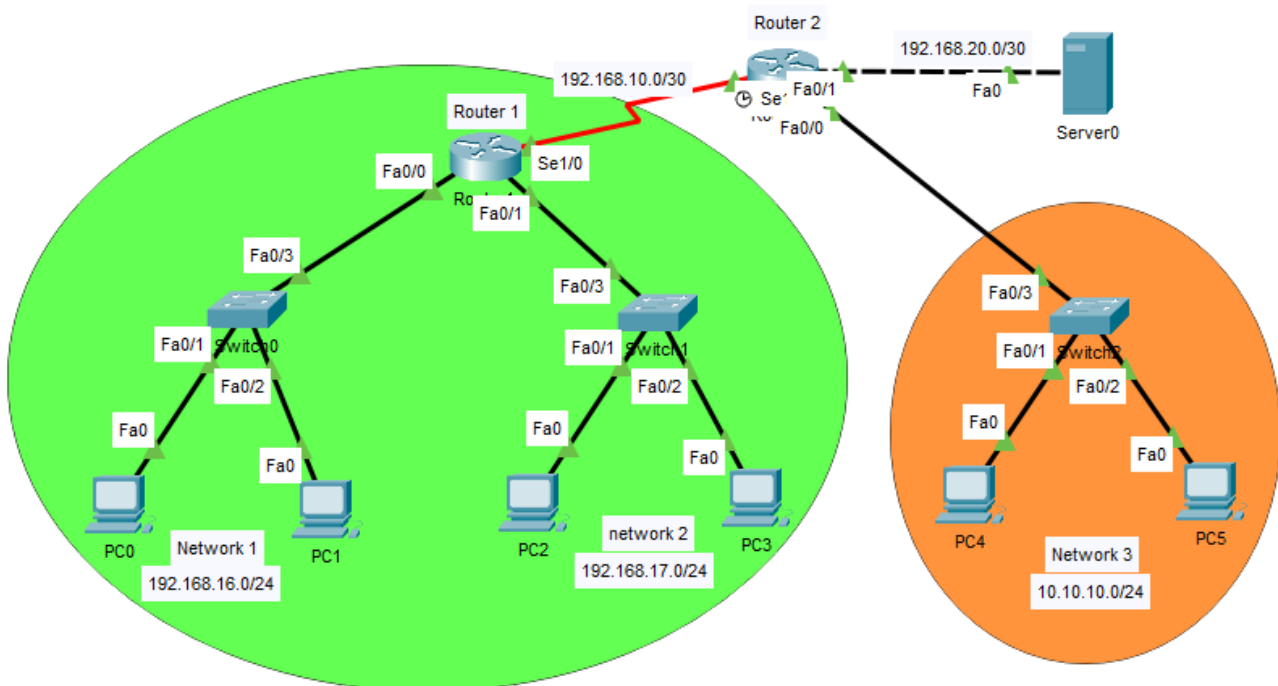 Router 2
192.168.20.0/30
192.168.10.0/30
Fa0/1
Fa0
Se1
Fa0/0
Server0
Router 1
Se1/0
Fa0/0
Fa0/1
Fa0/3
Fa0/3
Fa0/3
Switch0
Switch1
Switch2
Fa0/1
Fa0/2
Fa0/1
Fa0/2
Fa0/1
Fa0/2
Fa0
Fa0
Fa0
Fa0
Fa0
Fa0
PC0
Network 1
PC1
192.168.16.0/24
PC2
network 2
PC3
192.168.17.0/24
PC4
Network 3
PC5
10.10.10.0/24